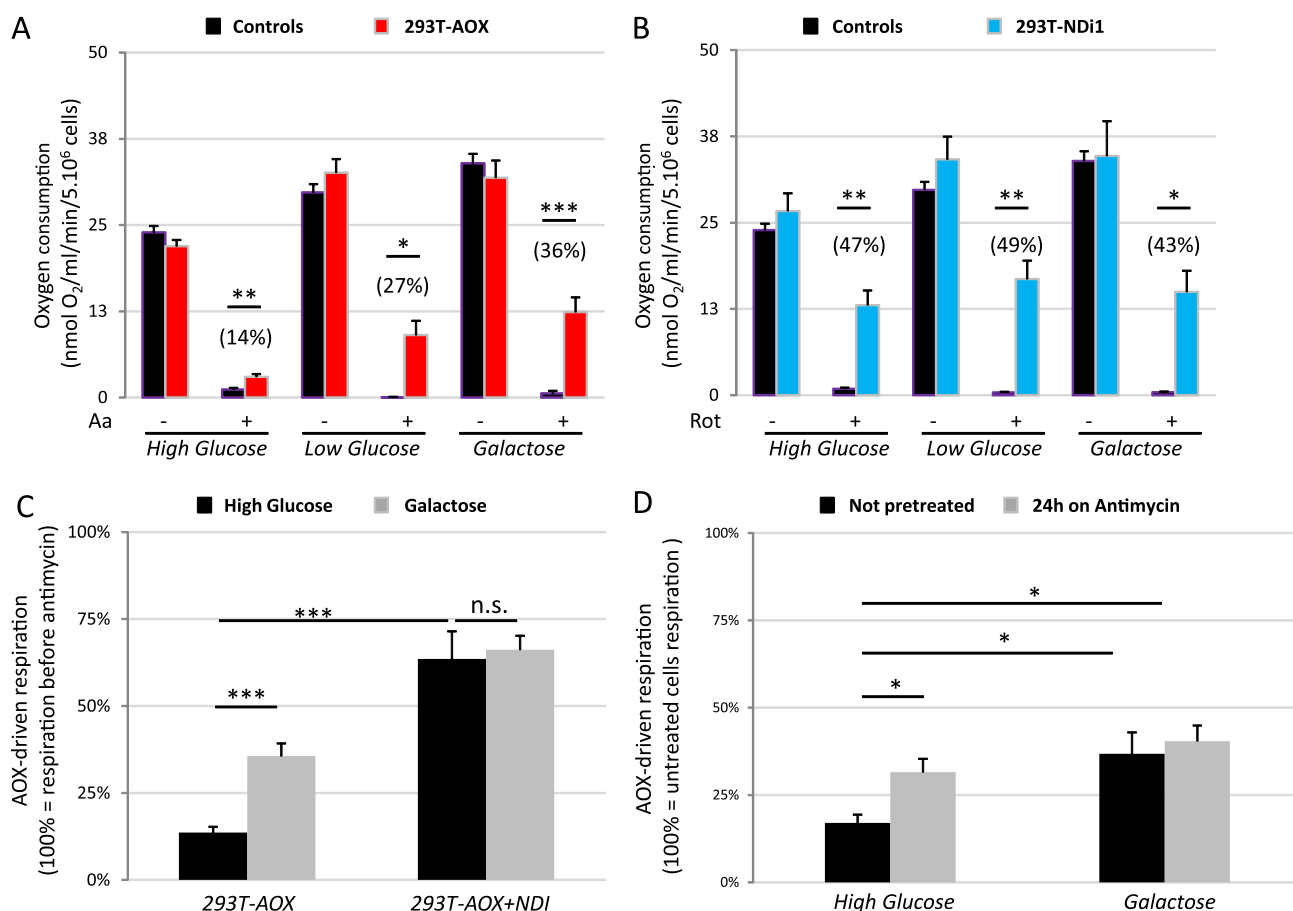 A
Controls
293T-AOX
Oxygen consumption
(nmol O₂/ml/min/5.10⁶ cells)
50
38
25
13
0
**
(14%)
*
(27%)
***
(36%)
Aa
- + - + - +
High Glucose Low Glucose Galactose
B
Controls
293T-NDi1
Oxygen consumption
(nmol O₂/ml/min/5.10⁶ cells)
50
38
25
13
0
**
(47%)
**
(49%)
*
(43%)
Rot
- + - + - +
High Glucose Low Glucose Galactose
C
High Glucose
Galactose
AOX-driven respiration
(100% = respiration before antimycin)
100%
75%
50%
25%
0%
***
***
n.s.
293T-AOX 293T-AOX+NDI
D
Not pretreated
24h on Antimycin
AOX-driven respiration
(100% = untreated cells respiration )
100%
75%
50%
25%
0%
*
*
*
High Glucose Galactose